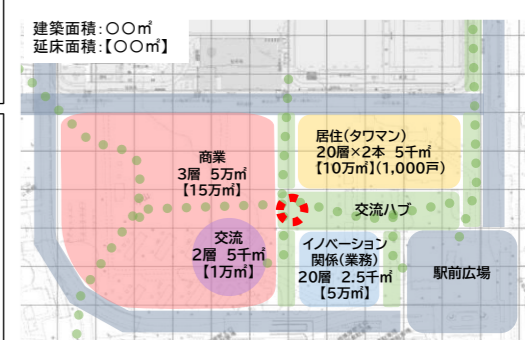 建築面積：〇〇㎡
延床面積：【〇〇㎡】
商業
3層 5万㎡
【15万㎡】
居住(タワマン)
20層×2本 5千㎡
【10万㎡】(1,000戸)
交流ハブ
交流
2層 5千㎡
【1万㎡】
イノベーション
関係(業務)
20層 2.5千㎡
【5万㎡】
駅前広場